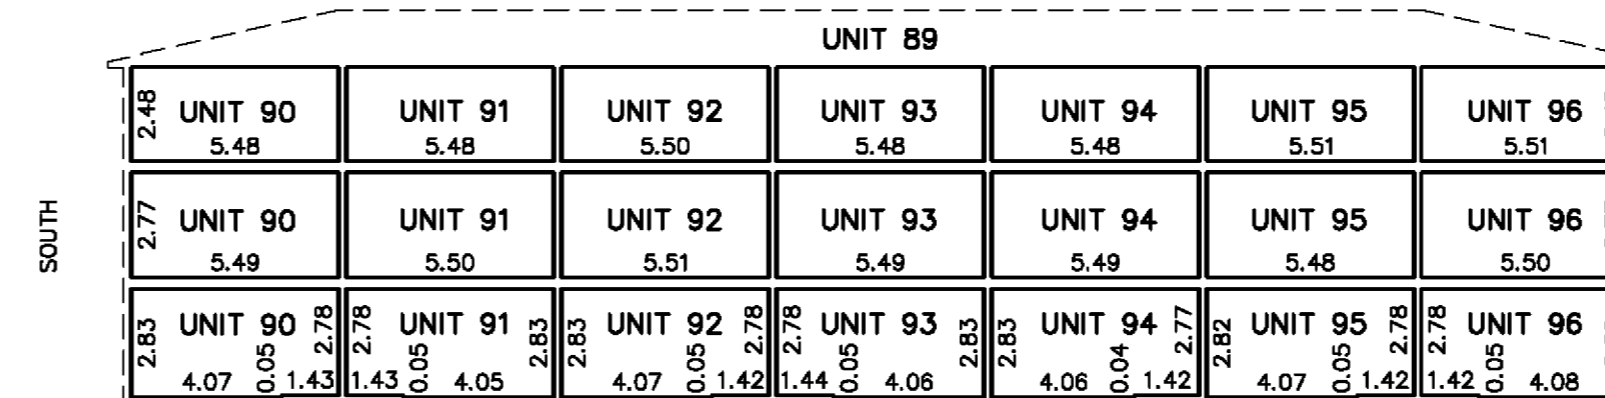 UNIT 89
2.48 UNIT 90 UNIT 91 UNIT 92 UNIT 93 UNIT 94 UNIT 95 UNIT 96
5.48 5.48 5.50 5.48 5.48 5.51 5.51
SOUTH
2.77 UNIT 90 UNIT 91 UNIT 92 UNIT 93 UNIT 94 UNIT 95 UNIT 96
5.49 5.50 5.51 5.49 5.49 5.48 5.50
2.83 UNIT 90 2.78 2.78 UNIT 91 2.83 2.83 UNIT 92 2.78 2.78 UNIT 93 2.83 2.83 UNIT 94 2.77 2.82 UNIT 95 2.78 2.78 UNIT 96
4.07 0.05 1.43 1.43 0.05 4.05 4.07 0.05 1.42 1.44 0.05 4.06 4.06 0.04 1.42 4.07 0.05 1.42 1.42 0.05 4.08